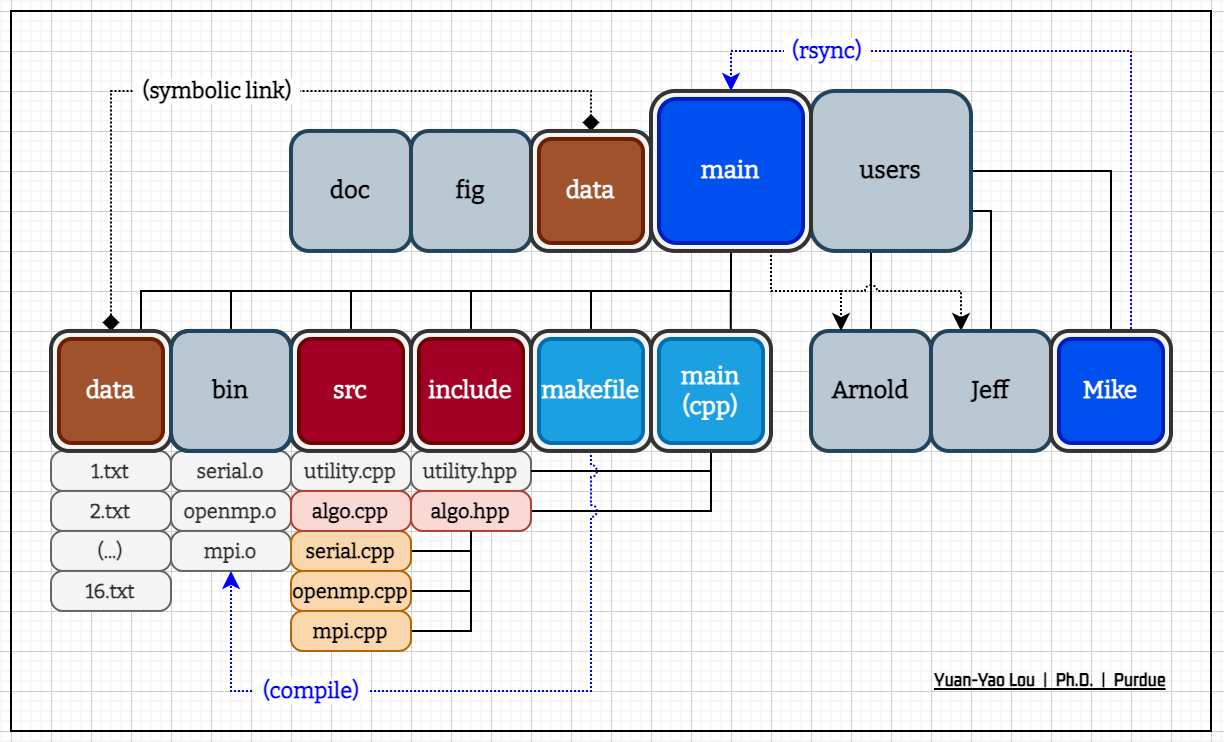 (rsync)
(symbolic link)
doc
fig
data
main
users
data
bin
src
include
makefile
main
(cpp)
Arnold
Jeff
Mike
1.txt
serial.o
utility.cpp
utility.hpp
2.txt
openmp.o
algo.cpp
algo.hpp
(...)
mpi.o
serial.cpp
16.txt
openmp.cpp
mpi.cpp
(compile)
Yuan-Yao Lou | Ph.D. | Purdue